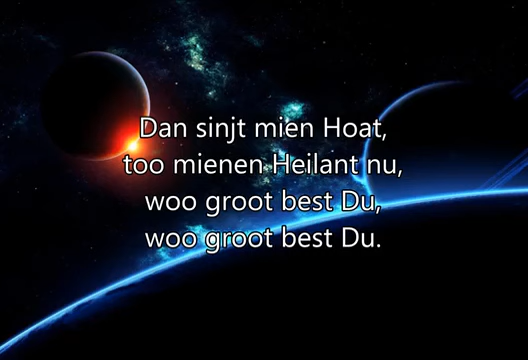 Dan sinjt mien Hoat,
too mienen Heilant nu,
woo groot best Du,
woo groot best Du.